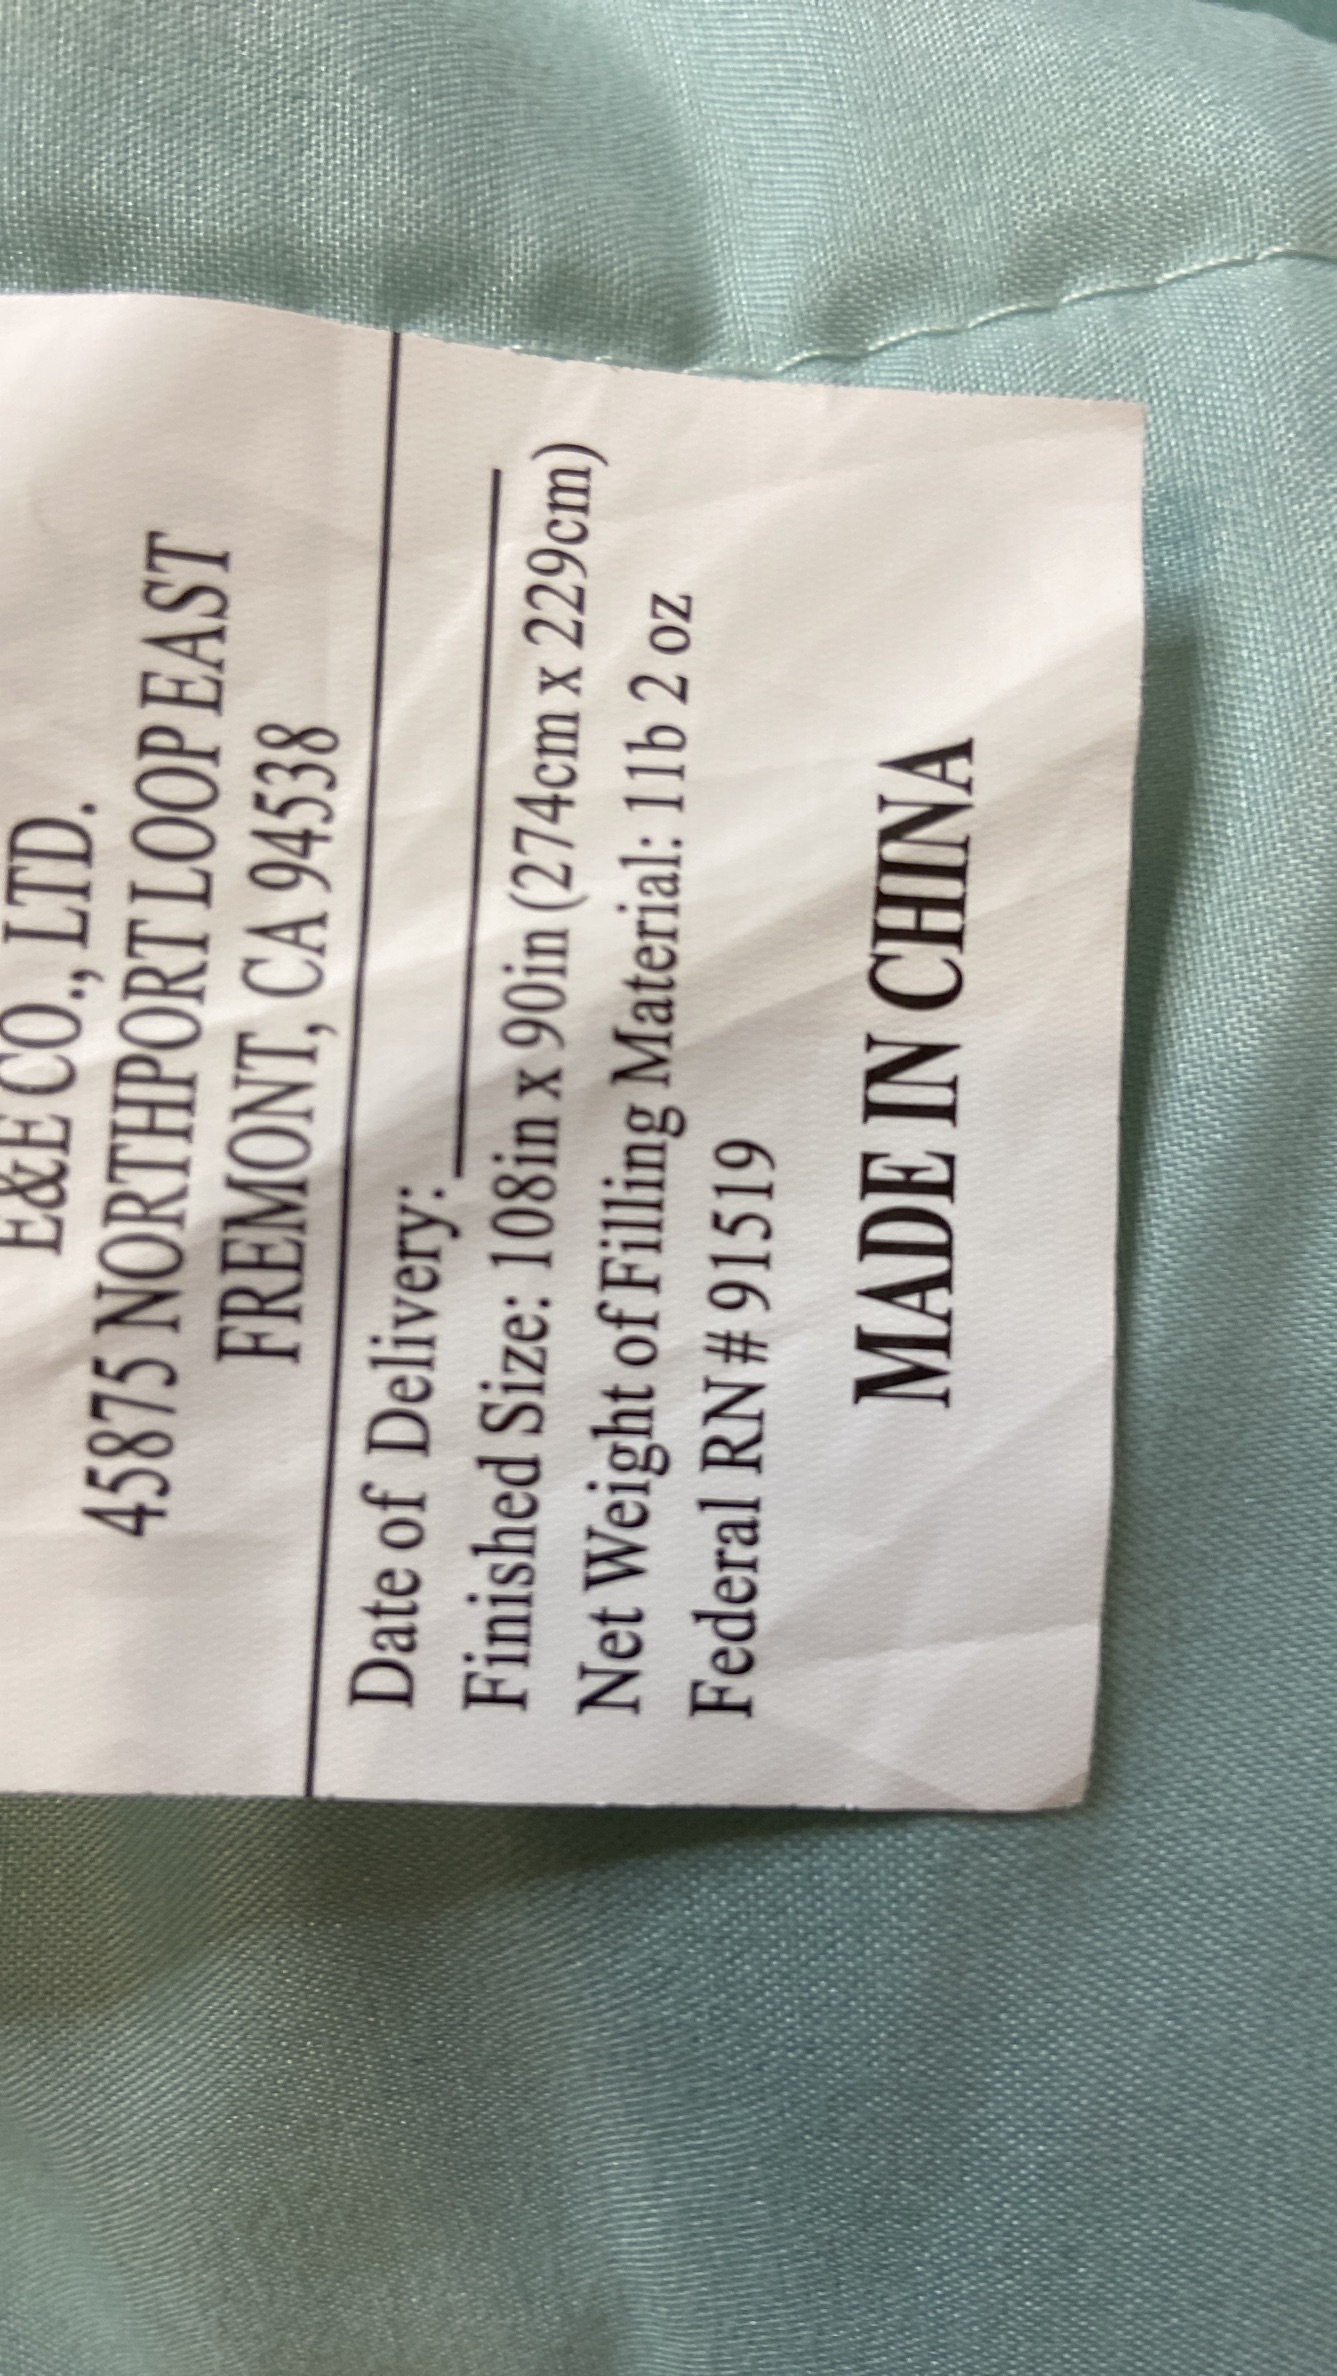 E&E CO., LTD.
45875 NORTHPORT LOOP EAST
FREMONT, CA 94538
Date of Delivery:
Finished Size: 108in x 90in (274cm x 229cm)
Net Weight of Filling Material: 11b 2 oz
Federal RN # 91519
MADE IN CHINA